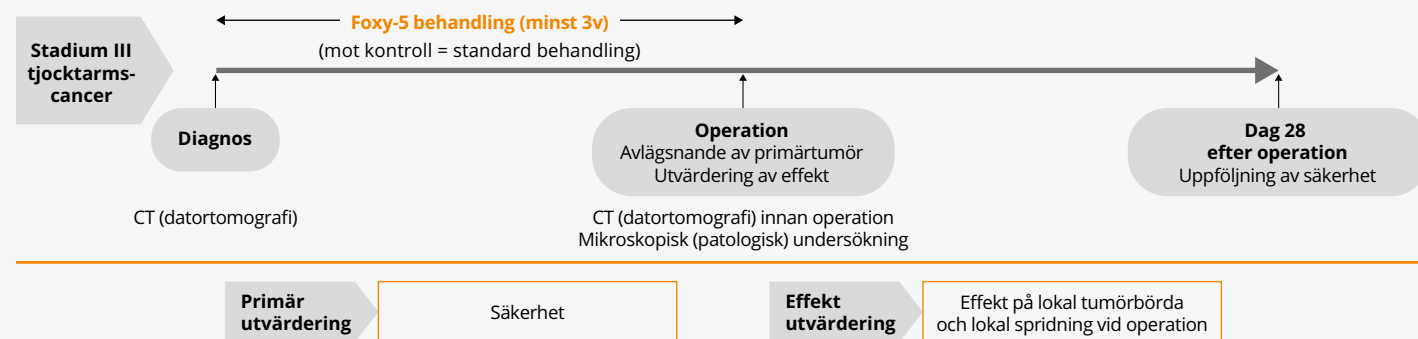 Foxy-5 behandling (minst 3v)
(mot kontroll = standard behandling)
Stadium III
tjocktarms-
cancer
Diagnos
Operation
Avlägsnande av primärtumör
Utvärdering av effekt
Dag 28
efter operation
Uppföljning av säkerhet
CT (datortomografi)
CT (datortomografi) innan operation
Mikroskopisk (patologisk) undersökning
Primär
utvärdering
Säkerhet
Effekt
utvärdering
Effekt på lokal tumörbörda
och lokal spridning vid operation